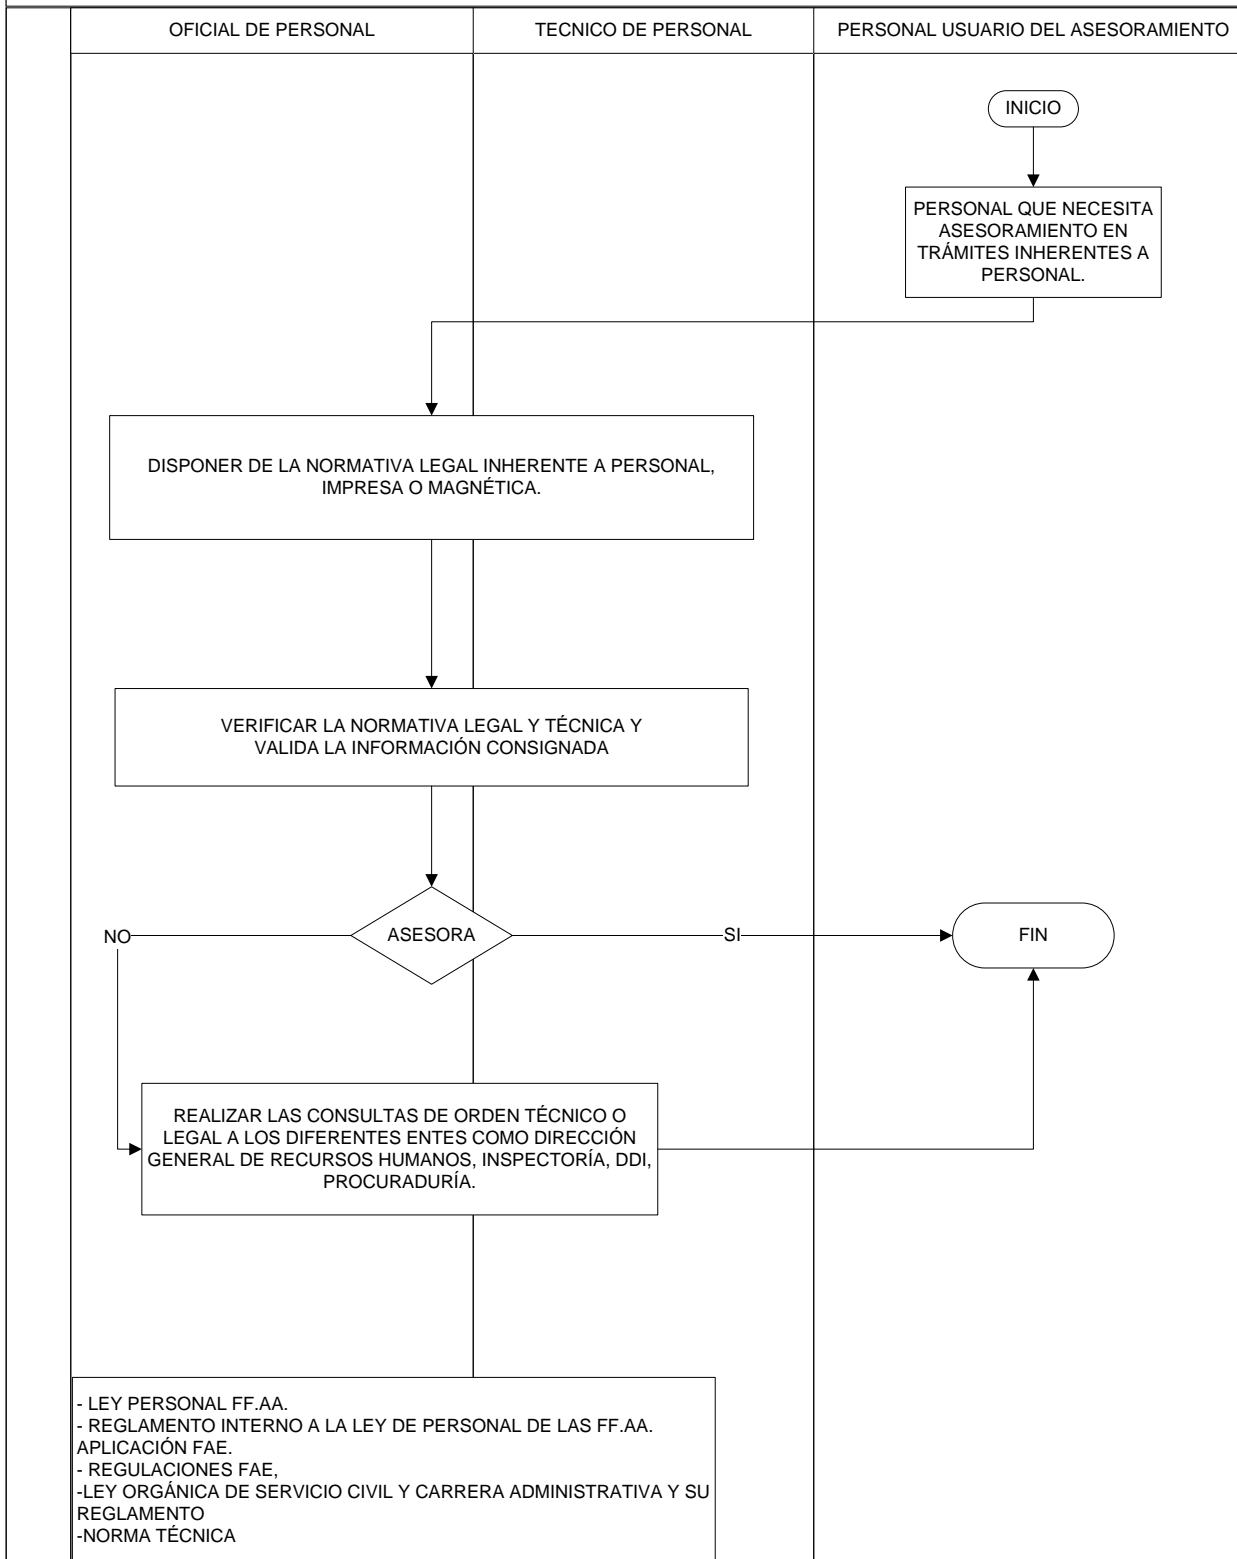 OFICIAL DE PERSONAL
TECNICO DE PERSONAL
PERSONAL USUARIO DEL ASESORAMIENTO
INICIO
PERSONAL QUE NECESITA
ASESORAMIENTO EN
TRÁMITES INHERENTES A
PERSONAL.
DISPONER DE LA NORMATIVA LEGAL INHERENTE A PERSONAL,
IMPRESA O MAGNÉTICA.
VERIFICAR LA NORMATIVA LEGAL Y TÉCNICA Y
VALIDA LA INFORMACIÓN CONSIGNADA
NO
ASESORA
SI
FIN
REALIZAR LAS CONSULTAS DE ORDEN TÉCNICO O
LEGAL A LOS DIFERENTES ENTES COMO DIRECCIÓN
GENERAL DE RECURSOS HUMANOS, INSPECTORÍA, DDI,
PROCURADURÍA.
- LEY PERSONAL FF.AA.
- REGLAMENTO INTERNO A LA LEY DE PERSONAL DE LAS FF.AA.
APLICACIÓN FAE.
- REGULACIONES FAE,
-LEY ORGÁNICA DE SERVICIO CIVIL Y CARRERA ADMINISTRATIVA Y SU
REGLAMENTO
-NORMA TÉCNICA